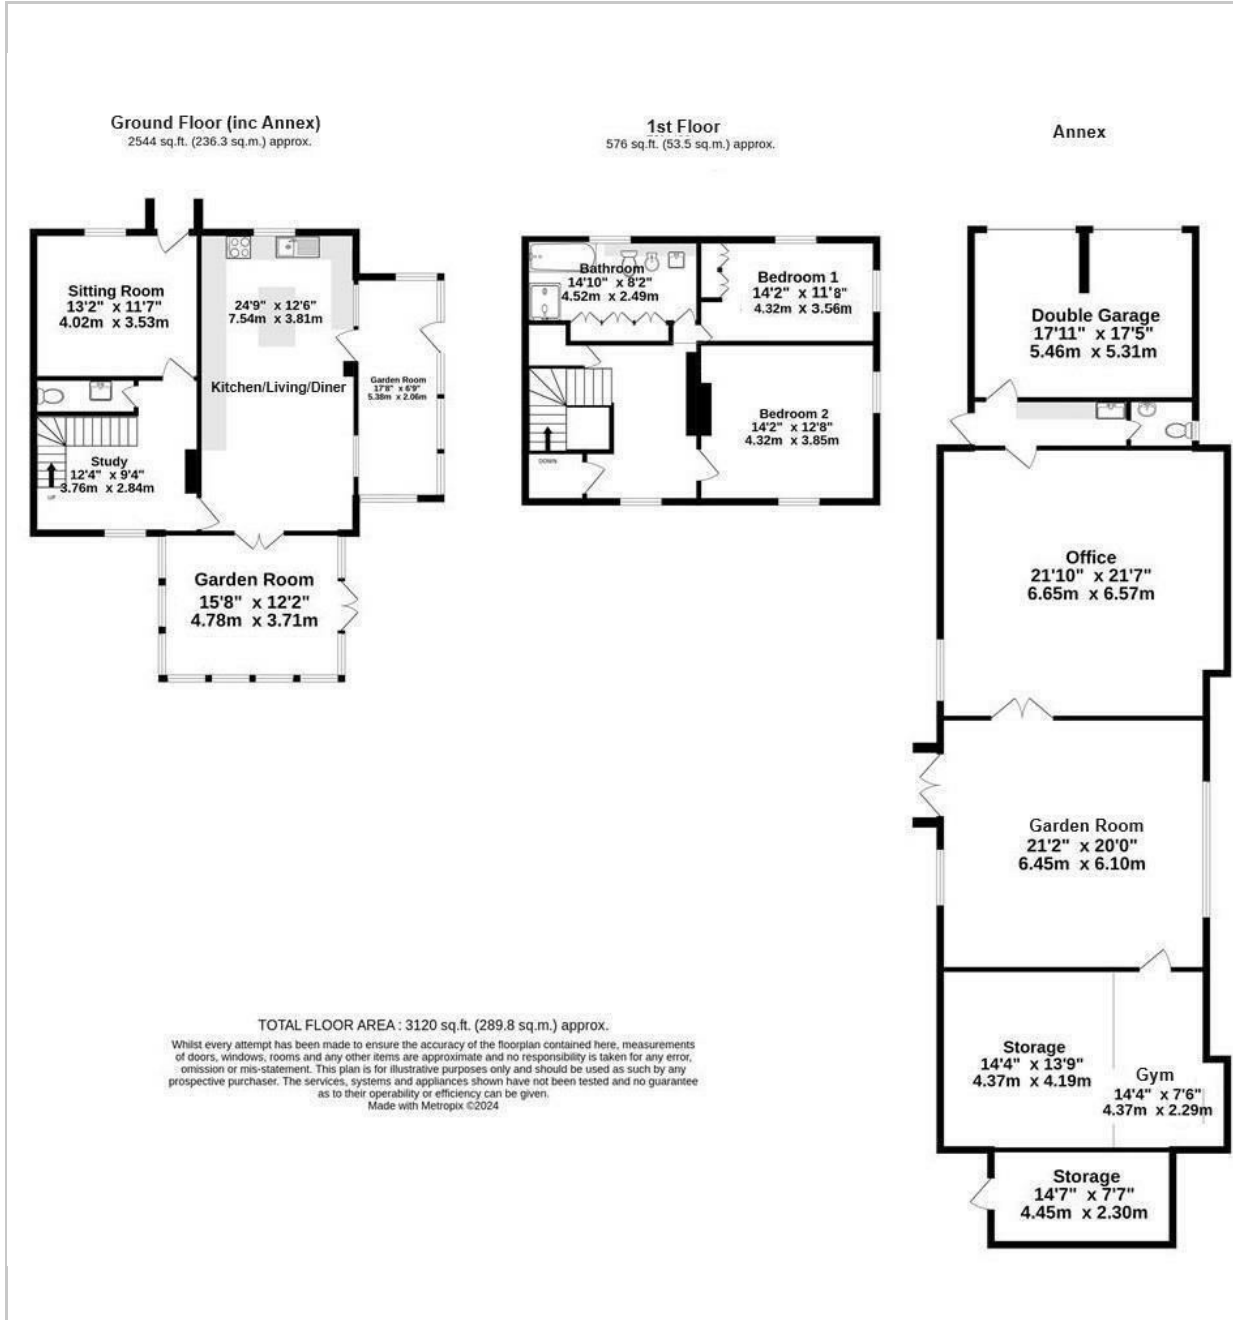 Ground Floor (inc Annex)
2544 sq.ft. (236.3 sq.m.) approx.
Sitting Room
13'2" x 11'7"
4.02m x 3.53m
24'9" x 12'6"
7.54m x 3.81m
Kitchen/Living/Diner
Garden Room
17'8" x 6'9"
5.38m x 2.06m
Study
12'4" x 9'4"
3.76m x 2.84m
UP
Garden Room
15'8" x 12'2"
4.78m x 3.71m
1st Floor
576 sq.ft. (53.5 sq.m.) approx.
Bathroom
14'10" x 8'2"
4.52m x 2.49m
Bedroom 1
14'2" x 11'8"
4.32m x 3.56m
Bedroom 2
14'2" x 12'8"
4.32m x 3.85m
DOWN
Annex
Double Garage
17'11" x 17'5"
5.46m x 5.31m
Office
21'10" x 21'7"
6.65m x 6.57m
Garden Room
21'2" x 20'0"
6.45m x 6.10m
Storage
14'4" x 13'9"
4.37m x 4.19m
Gym
14'4" x 7'6"
4.37m x 2.29m
Storage
14'7" x 7'7"
4.45m x 2.30m
TOTAL FLOOR AREA : 3120 sq.ft. (289.8 sq.m.) approx.
Whilst every attempt has been made to ensure the accuracy of the floorplan contained here, measurements
of doors, windows, rooms and any other items are approximate and no responsibility is taken for any error,
omission or mis-statement. This plan is for illustrative purposes only and should be used as such by any
prospective purchaser. The services, systems and appliances shown have not been tested and no guarantee
as to their operability or efficiency can be given.
Made with Metropix ©2024